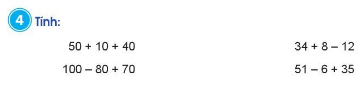 4 Tính:
50 + 10 + 40 34 + 8 – 12
100 – 80 + 70 51 – 6 + 35